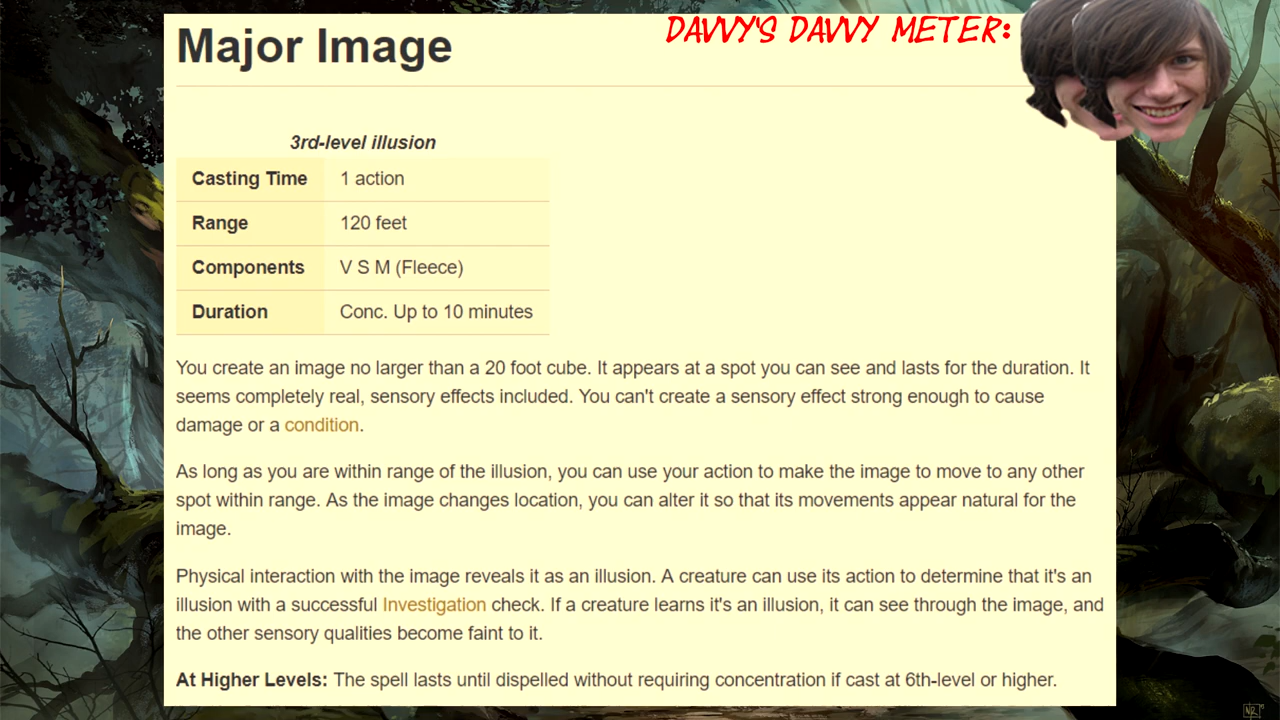 DAVVY'S DAVVY METER:
Major Image
3rd-level illusion
Casting Time 1 action
Range 120 feet
Components V S M (Fleece)
Duration Conc. Up to 10 minutes
You create an image no larger than a 20 foot cube. It appears at a spot you can see and lasts for the duration. It
seems completely real, sensory effects included. You can't create a sensory effect strong enough to cause
damage or a condition.
As long as you are within range of the illusion, you can use your action to make the image to move to any other
spot within range. As the image changes location, you can alter it so that its movements appear natural for the
image.
Physical interaction with the image reveals it as an illusion. A creature can use its action to determine that it's an
illusion with a successful Investigation check. If a creature learns it's an illusion, it can see through the image, and
the other sensory qualities become faint to it.
At Higher Levels: The spell lasts until dispelled without requiring concentration if cast at 6th-level or higher.